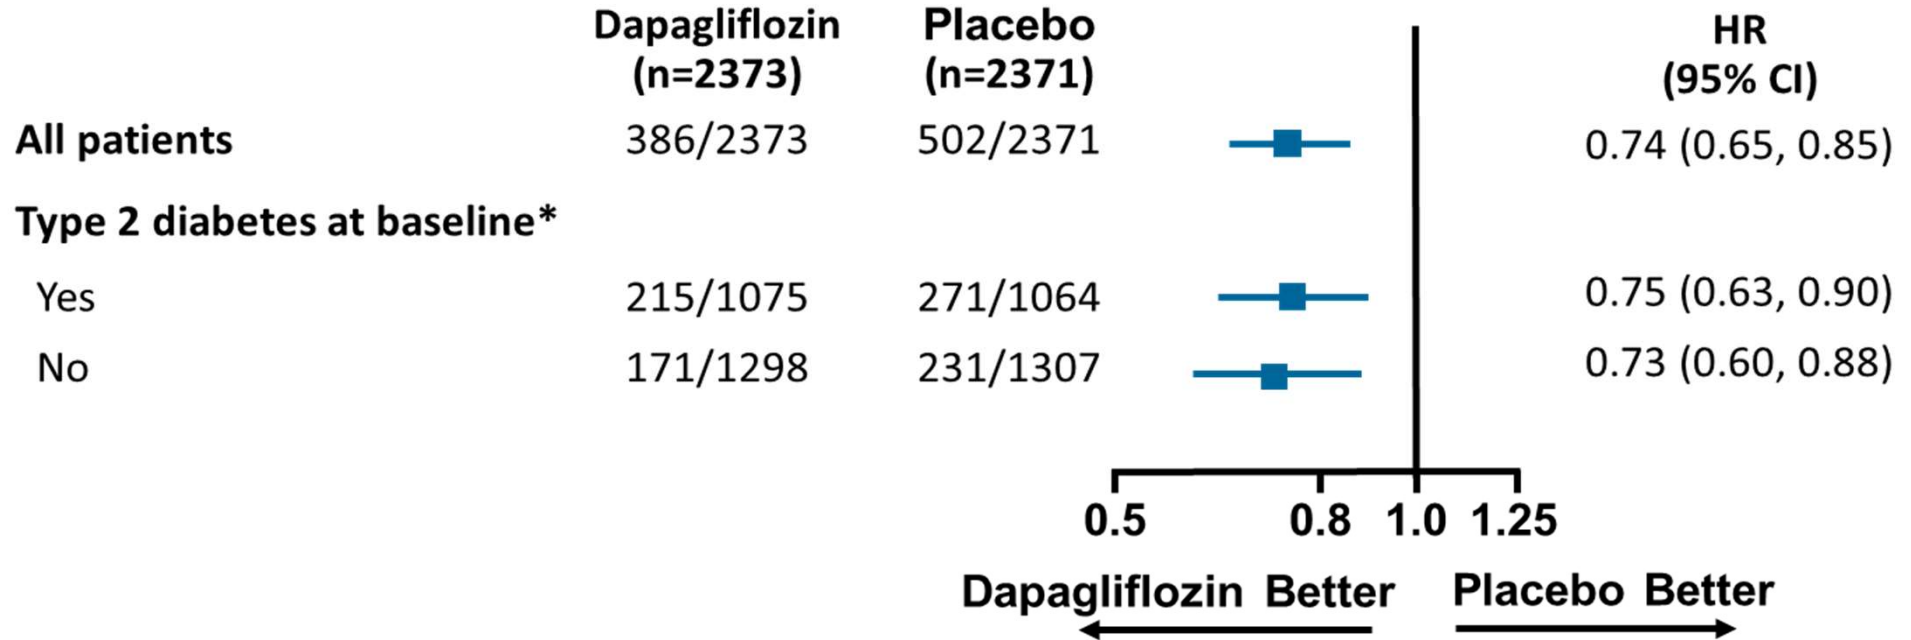 Dapagliflozin Placebo HR
(n=2373) (n=2371) (95% CI)
All patients 386/2373 502/2371 0.74 (0.65, 0.85)
Type 2 diabetes at baseline*
Yes 215/1075 271/1064 0.75 (0.63, 0.90)
No 171/1298 231/1307 0.73 (0.60, 0.88)
0.5 0.8 1.0 1.25
Dapagliflozin Better Placebo Better